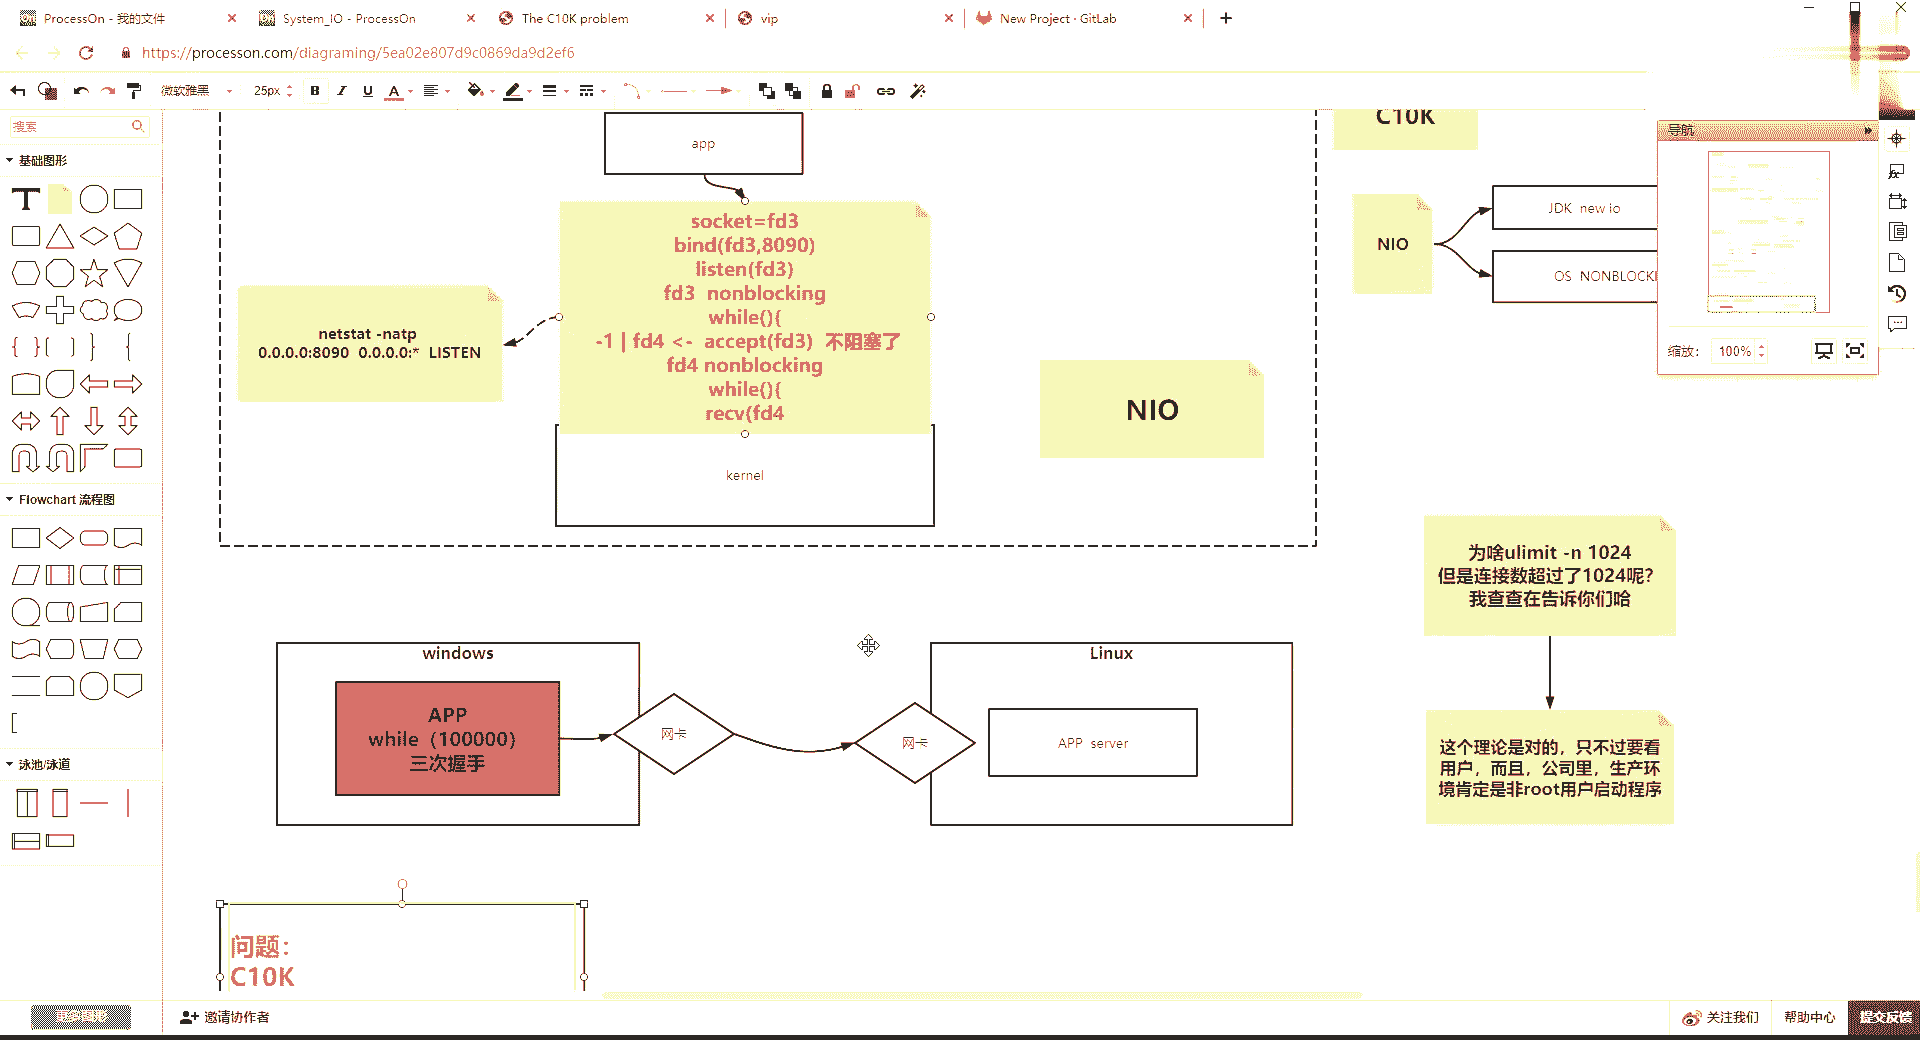 ProcessOn - 我的文件
System_IO - ProcessOn
The C10K problem
vip
New Project · GitLab
https://processon.com/diagraming/5ea02e807d9c0869da9d2ef6
微软雅黑
25px
B
I
U
A
搜索
基础图形
Flowchart 流程图
泳池/泳道
app
socket=fd3
bind(fd3,8090)
listen(fd3)
fd3 nonblocking
while(){
-1 | fd4 <- accept(fd3) 不阻塞了
fd4 nonblocking
while(){
recv(fd4
netstat -natp
0.0.0.0:8090 0.0.0.0:* LISTEN
NIO
kernel
C10K
NIO
JDK new io
OS NONBLOCKI
导航
缩放：
100%
为啥ulimit -n 1024
但是连接数超过了1024呢？
我查查在告诉你们哈
这个理论是对的，只不过要看
用户，而且，公司里，生产环
境肯定是非root用户启动程序
windows
APP
while（100000）
三次握手
网卡
网卡
Linux
APP server
问题：
C10K
更多图形
邀请协作者
关注我们
帮助中心
提交反馈